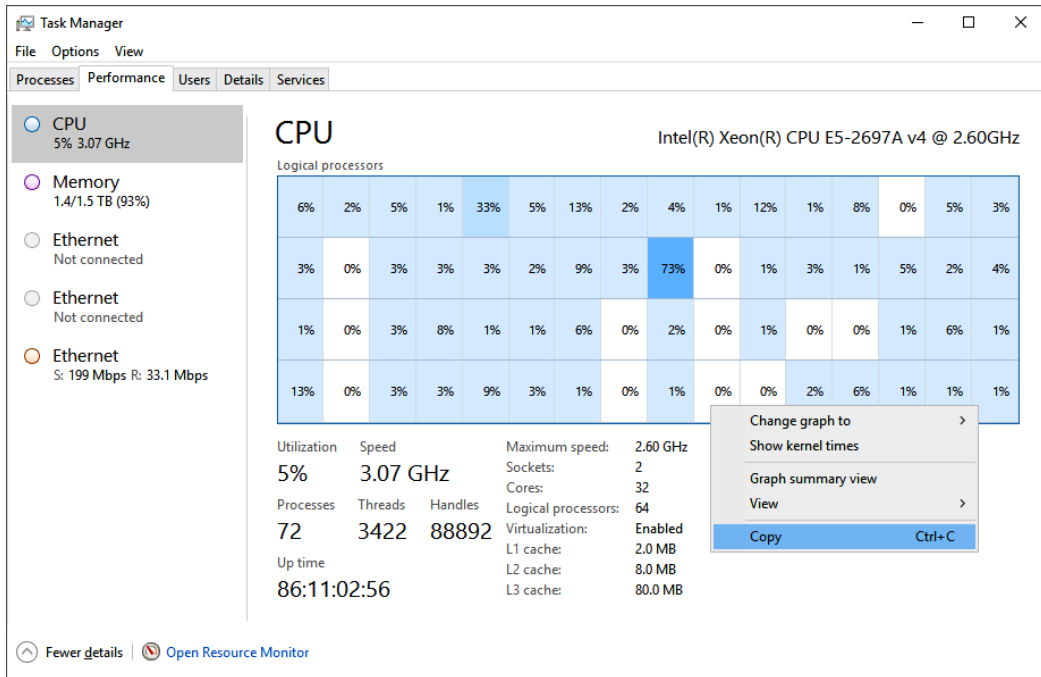 Task Manager
File Options View
Processes Performance Users Details Services
CPU
5% 3.07 GHz
Memory
1.4/1.5 TB (93%)
Ethernet
Not connected
Ethernet
Not connected
Ethernet
S: 199 Mbps R: 33.1 Mbps
CPU
Intel(R) Xeon(R) CPU E5-2697A v4 @ 2.60GHz
Logical processors
6% 2% 5% 1% 33% 5% 13% 2% 4% 1% 12% 1% 8% 0% 5% 3%
3% 0% 3% 3% 3% 2% 9% 3% 73% 0% 1% 3% 1% 5% 2% 4%
1% 0% 3% 8% 1% 1% 6% 0% 2% 0% 1% 0% 0% 1% 6% 1%
13% 0% 3% 3% 9% 3% 1% 0% 1% 0% 0% 2% 6% 1% 1% 1%
Utilization Speed
5% 3.07 GHz
Processes Threads Handles
72 3422 88892
Up time
86:11:02:56
Maximum speed: 2.60 GHz
Sockets: 2
Cores: 32
Logical processors: 64
Virtualization: Enabled
L1 cache: 2.0 MB
L2 cache: 8.0 MB
L3 cache: 80.0 MB
Change graph to
Show kernel times
Graph summary view
View
Copy Ctrl+C
Fewer details Open Resource Monitor